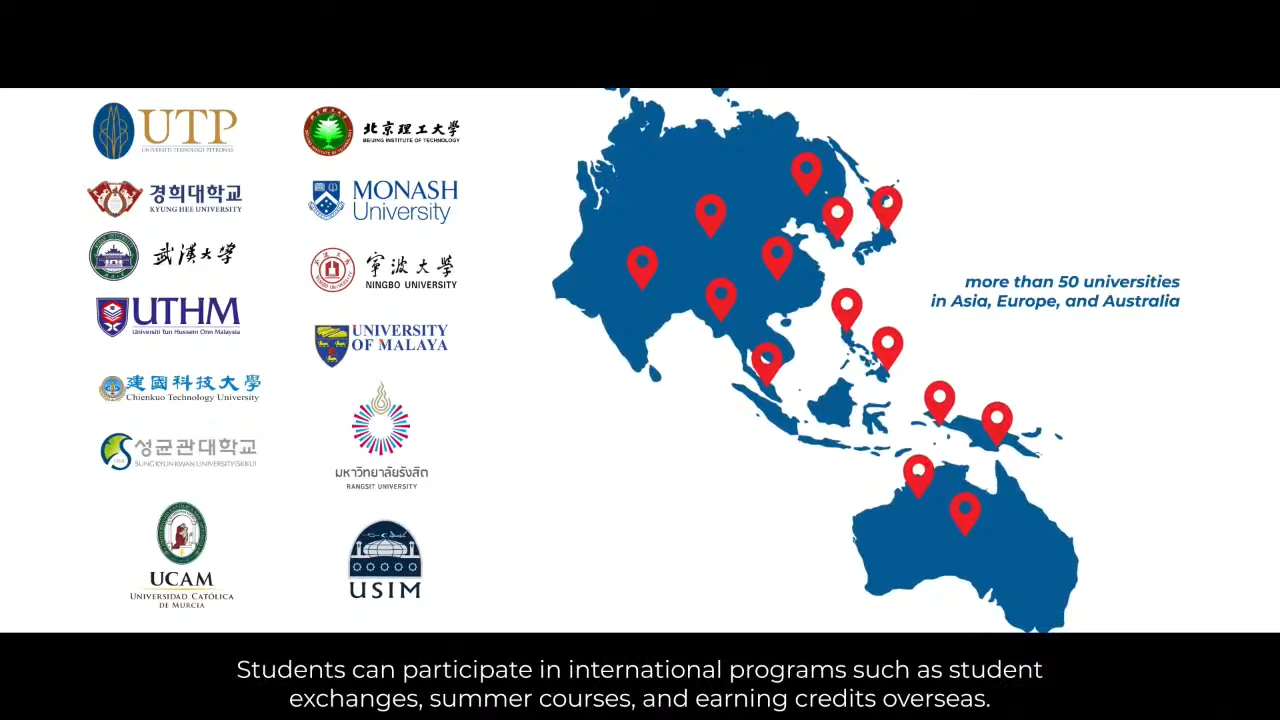 UTP
UNIVERSITI TEKNOLOGI PETRONAS
경희대학교
KYUNG HEE UNIVERSITY
武漢大學
UTHM
Universiti Tun Hussein Onn Malaysia
建國科技大學
Chienkuo Technology University
성균관대학교
SUNGKYUNKWAN UNIVERSITY(SKKU)
UCAM
UNIVERSIDAD CATÓLICA
DE MURCIA
北京理工大學
BEIJING INSTITUTE OF TECHNOLOGY
MONASH
University
寧波大學
NINGBO UNIVERSITY
UNIVERSITY
OF MALAYA
มหาวิทยาลัยรังสิต
RANGSIT UNIVERSITY
USIM
more than 50 universities
in Asia, Europe, and Australia
Students can participate in international programs such as student
exchanges, summer courses, and earning credits overseas.